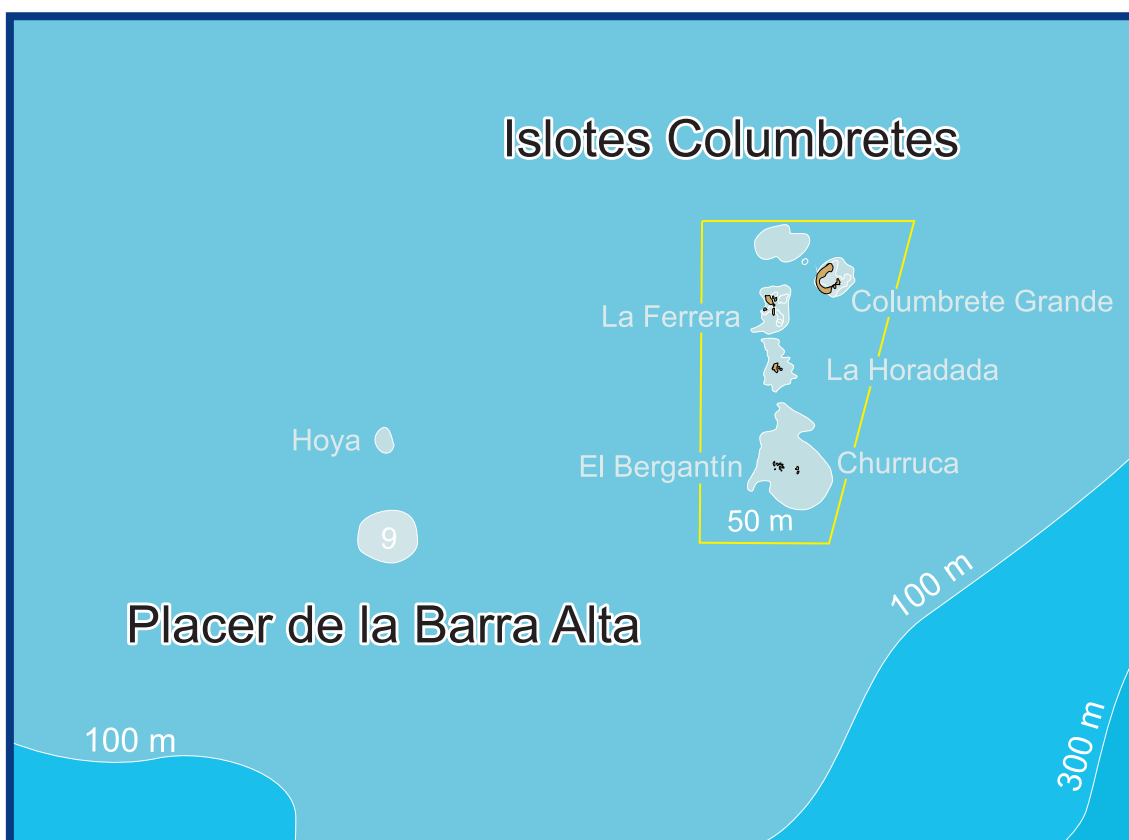 Islotes Columbretes
Columbrete Grande
La Ferrera
La Horadada
Hoya
El Bergantín
Churruca
50 m
9
100 m
Placer de la Barra Alta
100 m
300 m